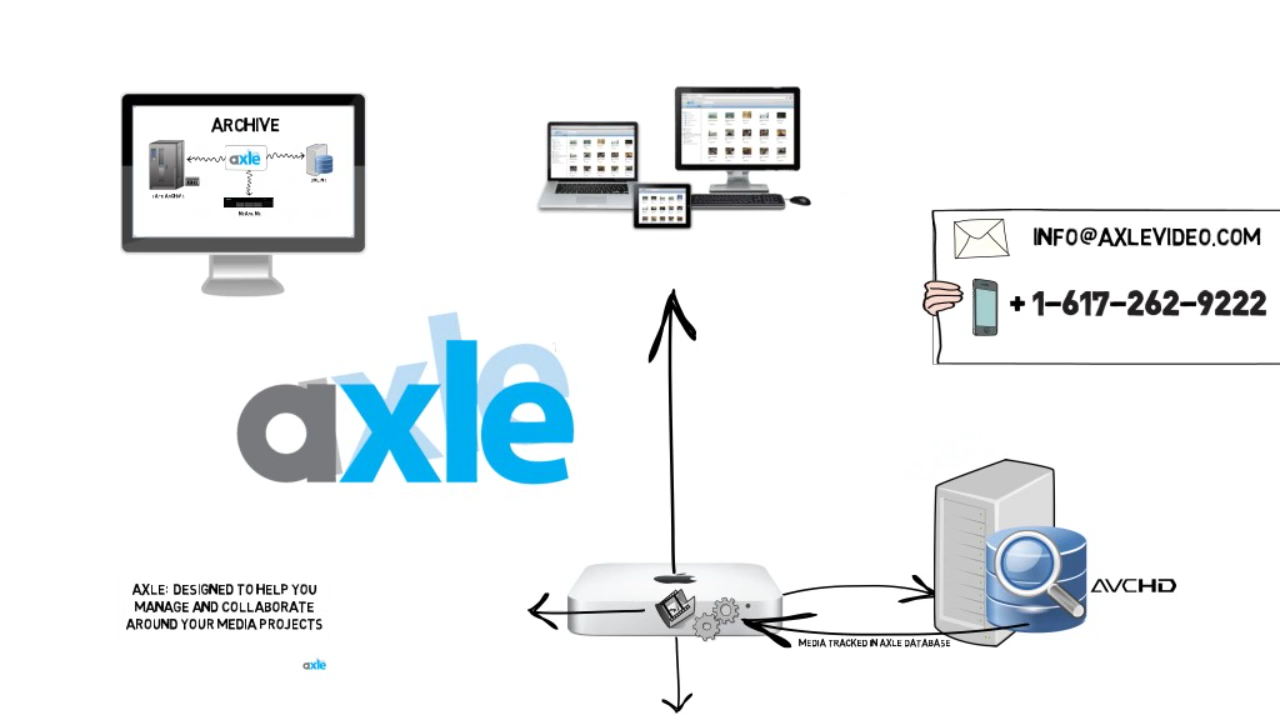 ARCHIVE
axle
INFO@AXLEVIDEO.COM
+ 1-617-262-9222
axle
AVCHD
MEDIA TRACKED IN AXLE DATABASE
AXLE: DESIGNED TO HELP YOU
MANAGE AND COLLABORATE
AROUND YOUR MEDIA PROJECTS
axle